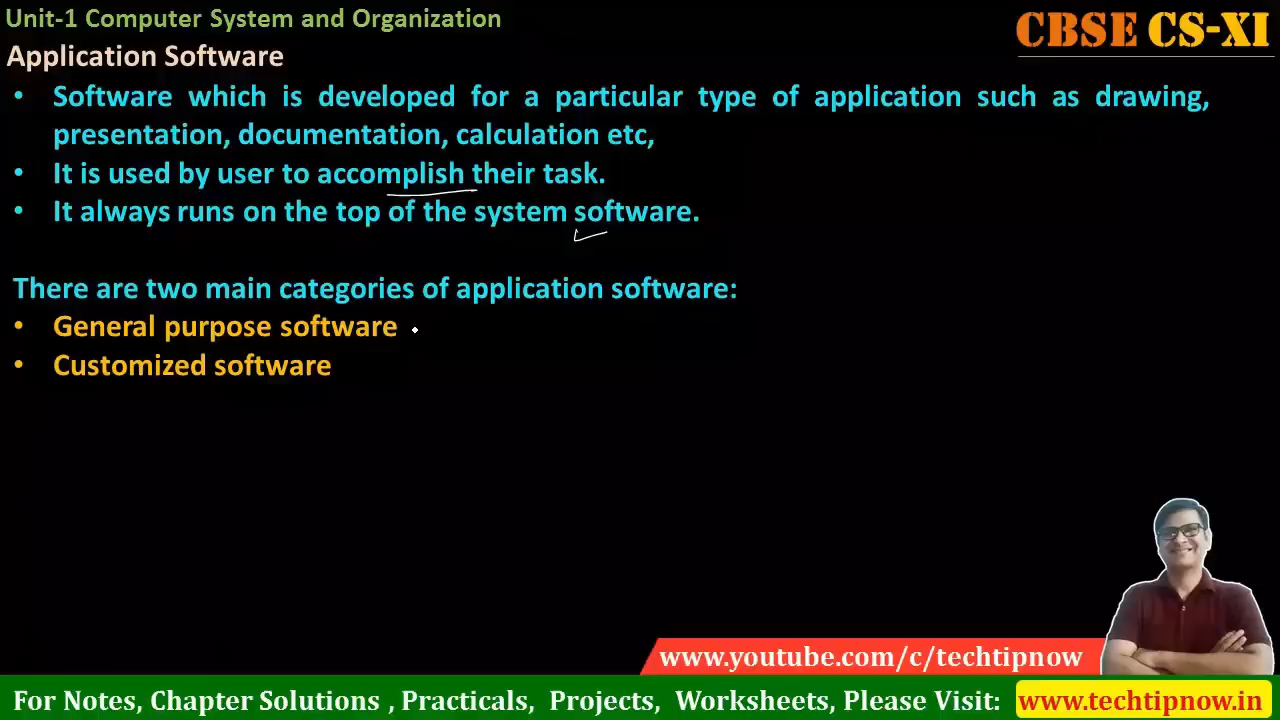 Unit-1 Computer System and Organization
CBSE CS-XI
Application Software
• Software which is developed for a particular type of application such as drawing,
presentation, documentation, calculation etc,
• It is used by user to accomplish their task.
• It always runs on the top of the system software.
There are two main categories of application software:
• General purpose software
• Customized software
www.youtube.com/c/techtipnow
For Notes, Chapter Solutions , Practicals, Projects, Worksheets, Please Visit: www.techtipnow.in